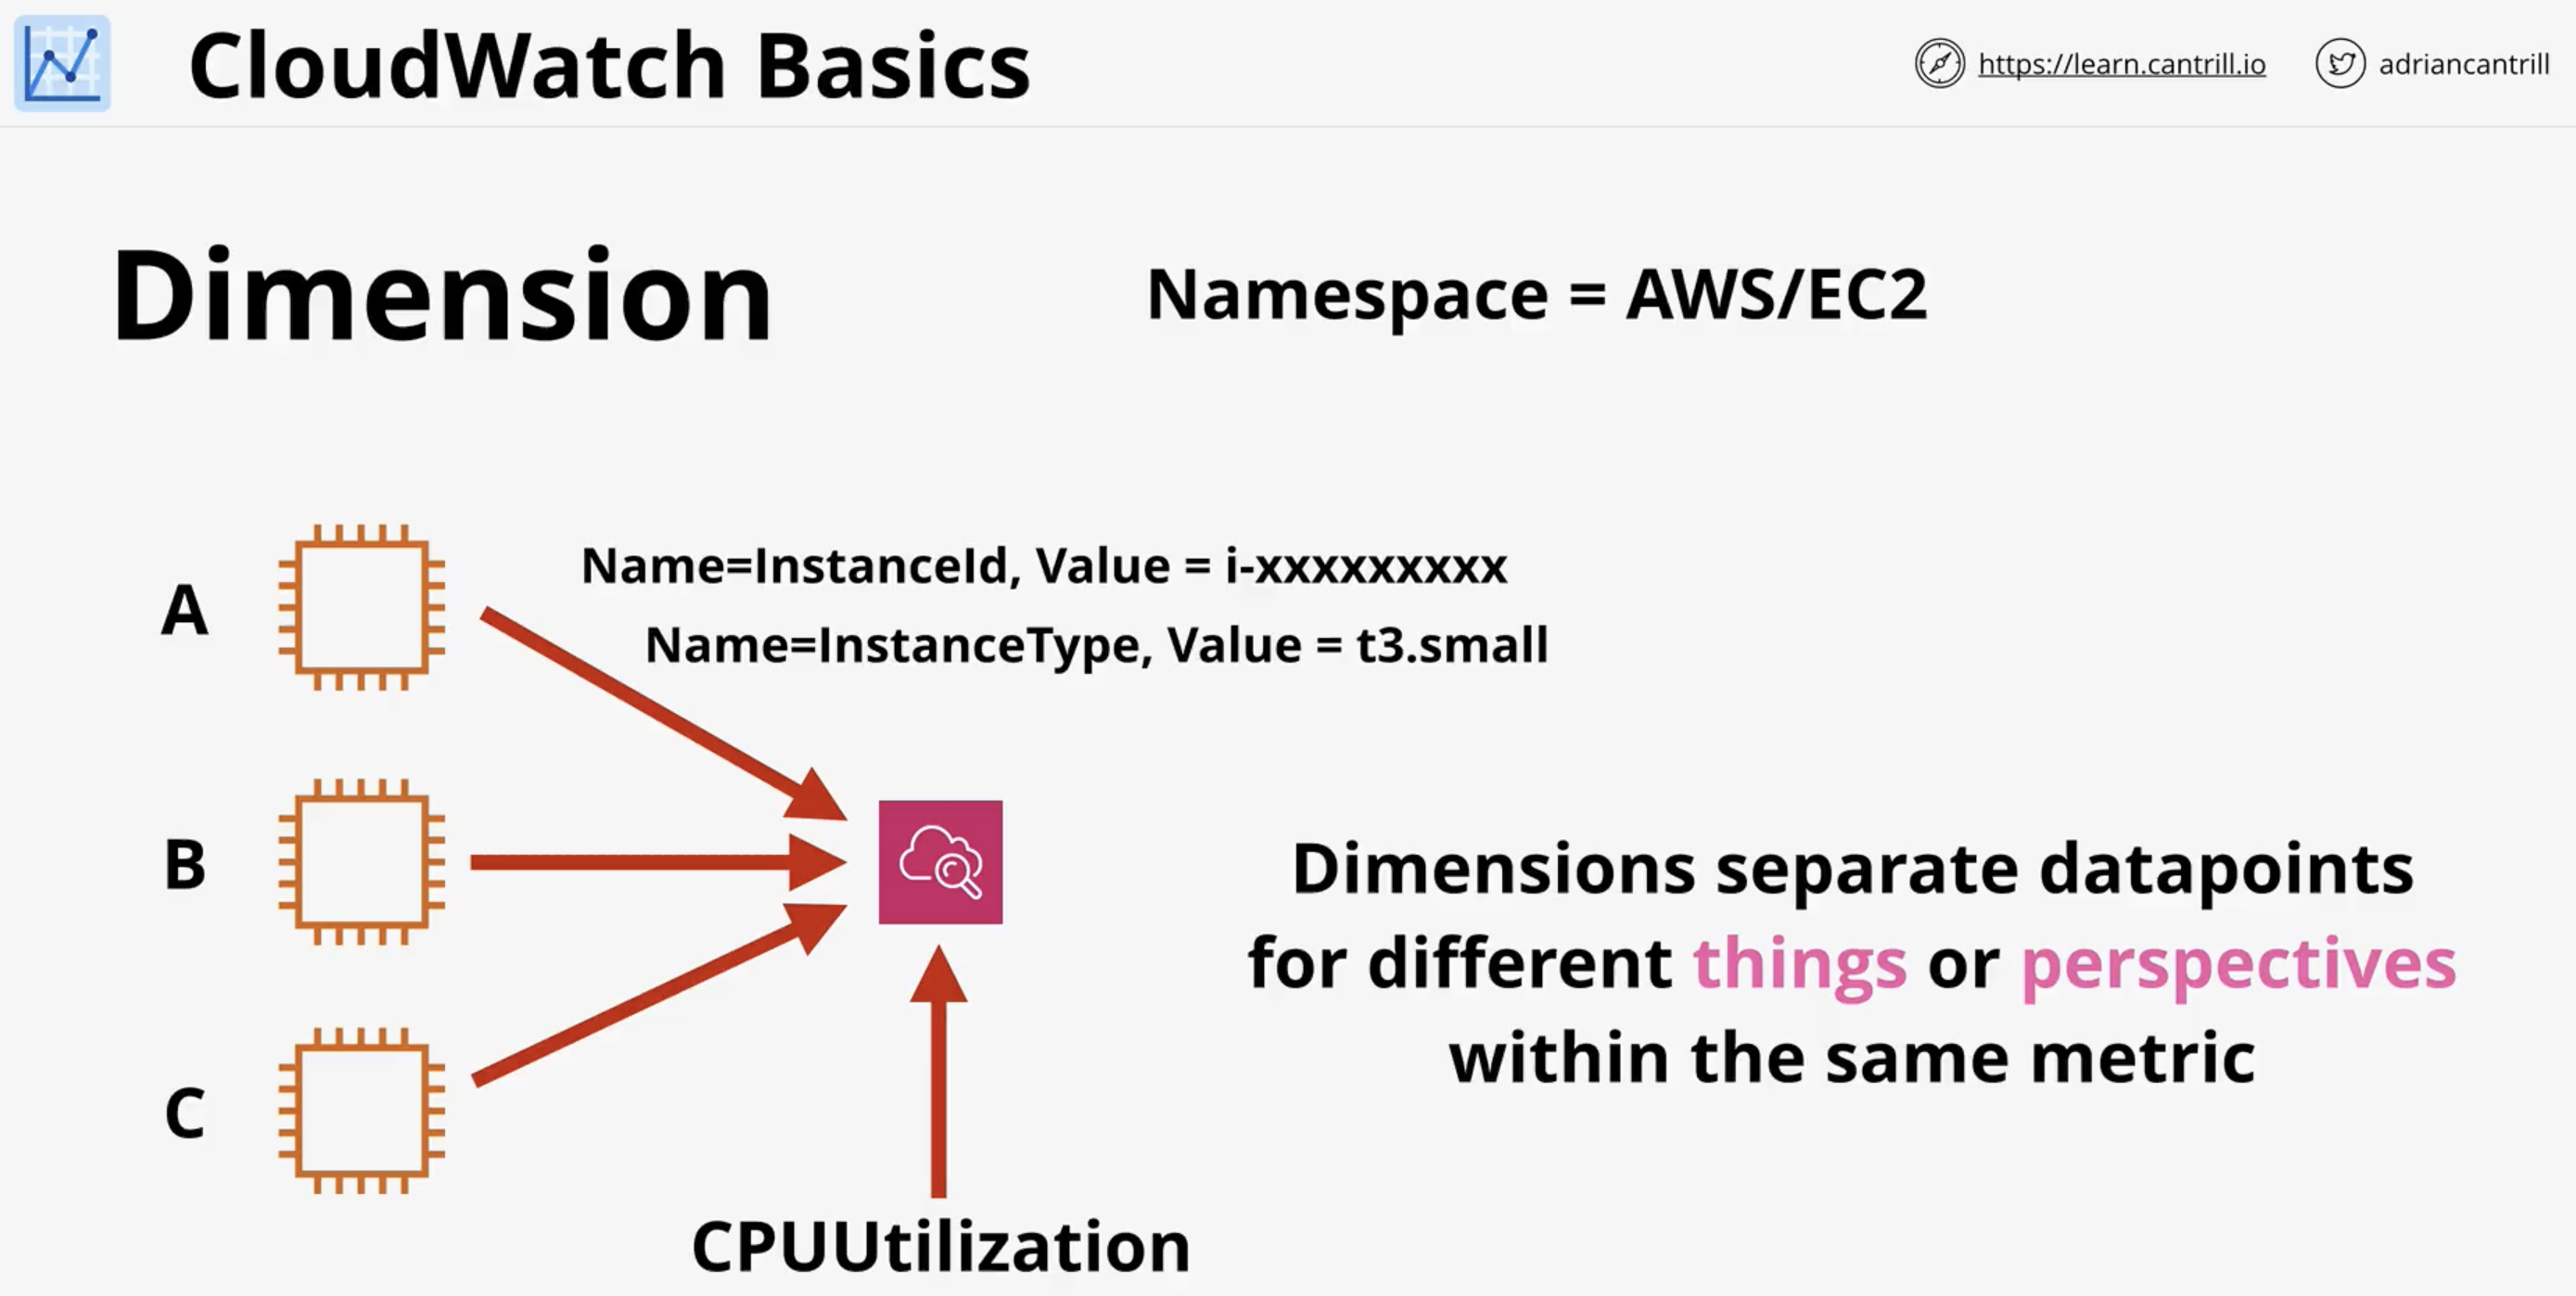 CloudWatch Basics
https://learn.cantrill.io
adriancantrill
Dimension
Namespace = AWS/EC2
A
Name=InstanceId, Value = i-xxxxxxxxx
Name=InstanceType, Value = t3.small
B
C
Dimensions separate datapoints
for different things or perspectives
within the same metric
CPUUtilization